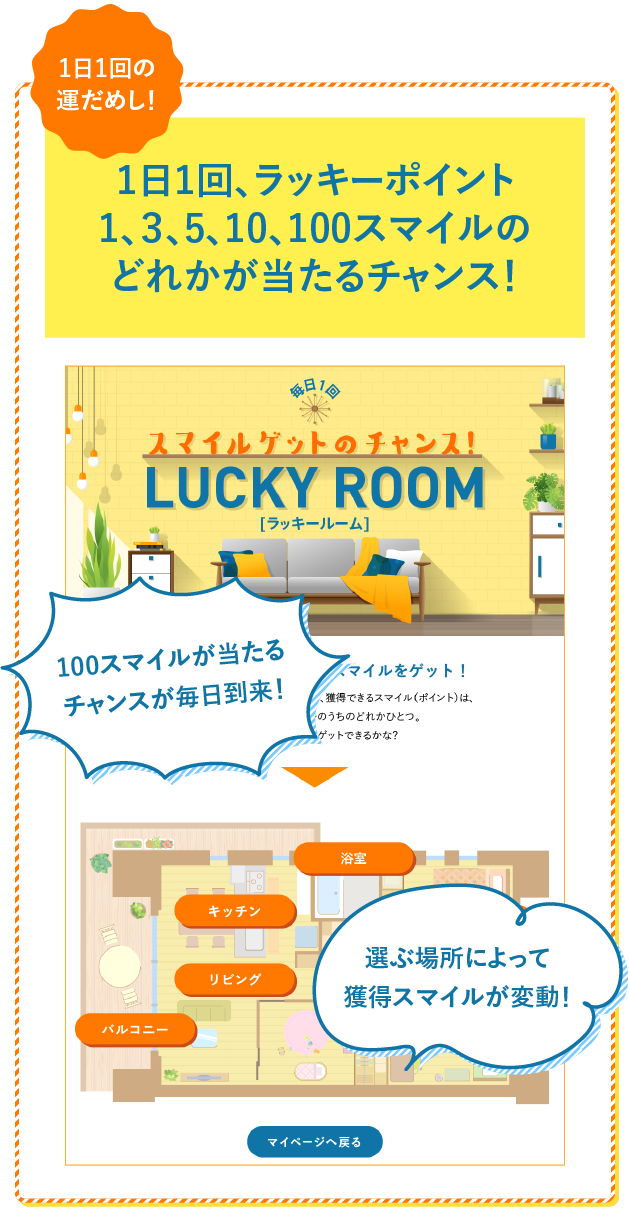 1日1回の
運だめし！
1日1回、ラッキーポイント
1、3、5、10、100スマイルの
どれかが当たるチャンス！
毎日1回
スマイルゲットのチャンス！
LUCKY ROOM
[ラッキールーム]
100スマイルが当たる
チャンスが毎日到来！
スマイルをゲット！
、獲得できるスマイル（ポイント）は、
のうちのどれかひとつ。
ゲットできるかな？
浴室
キッチン
選ぶ場所によって
獲得スマイルが変動！
リビング
バルコニー
マイページへ戻る